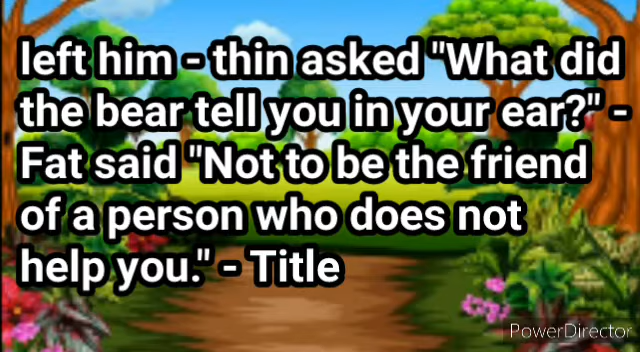 left him - thin asked "What did
the bear tell you in your ear?" -
Fat said "Not to be the friend
of a person who does not
help you." - Title
PowerDirector